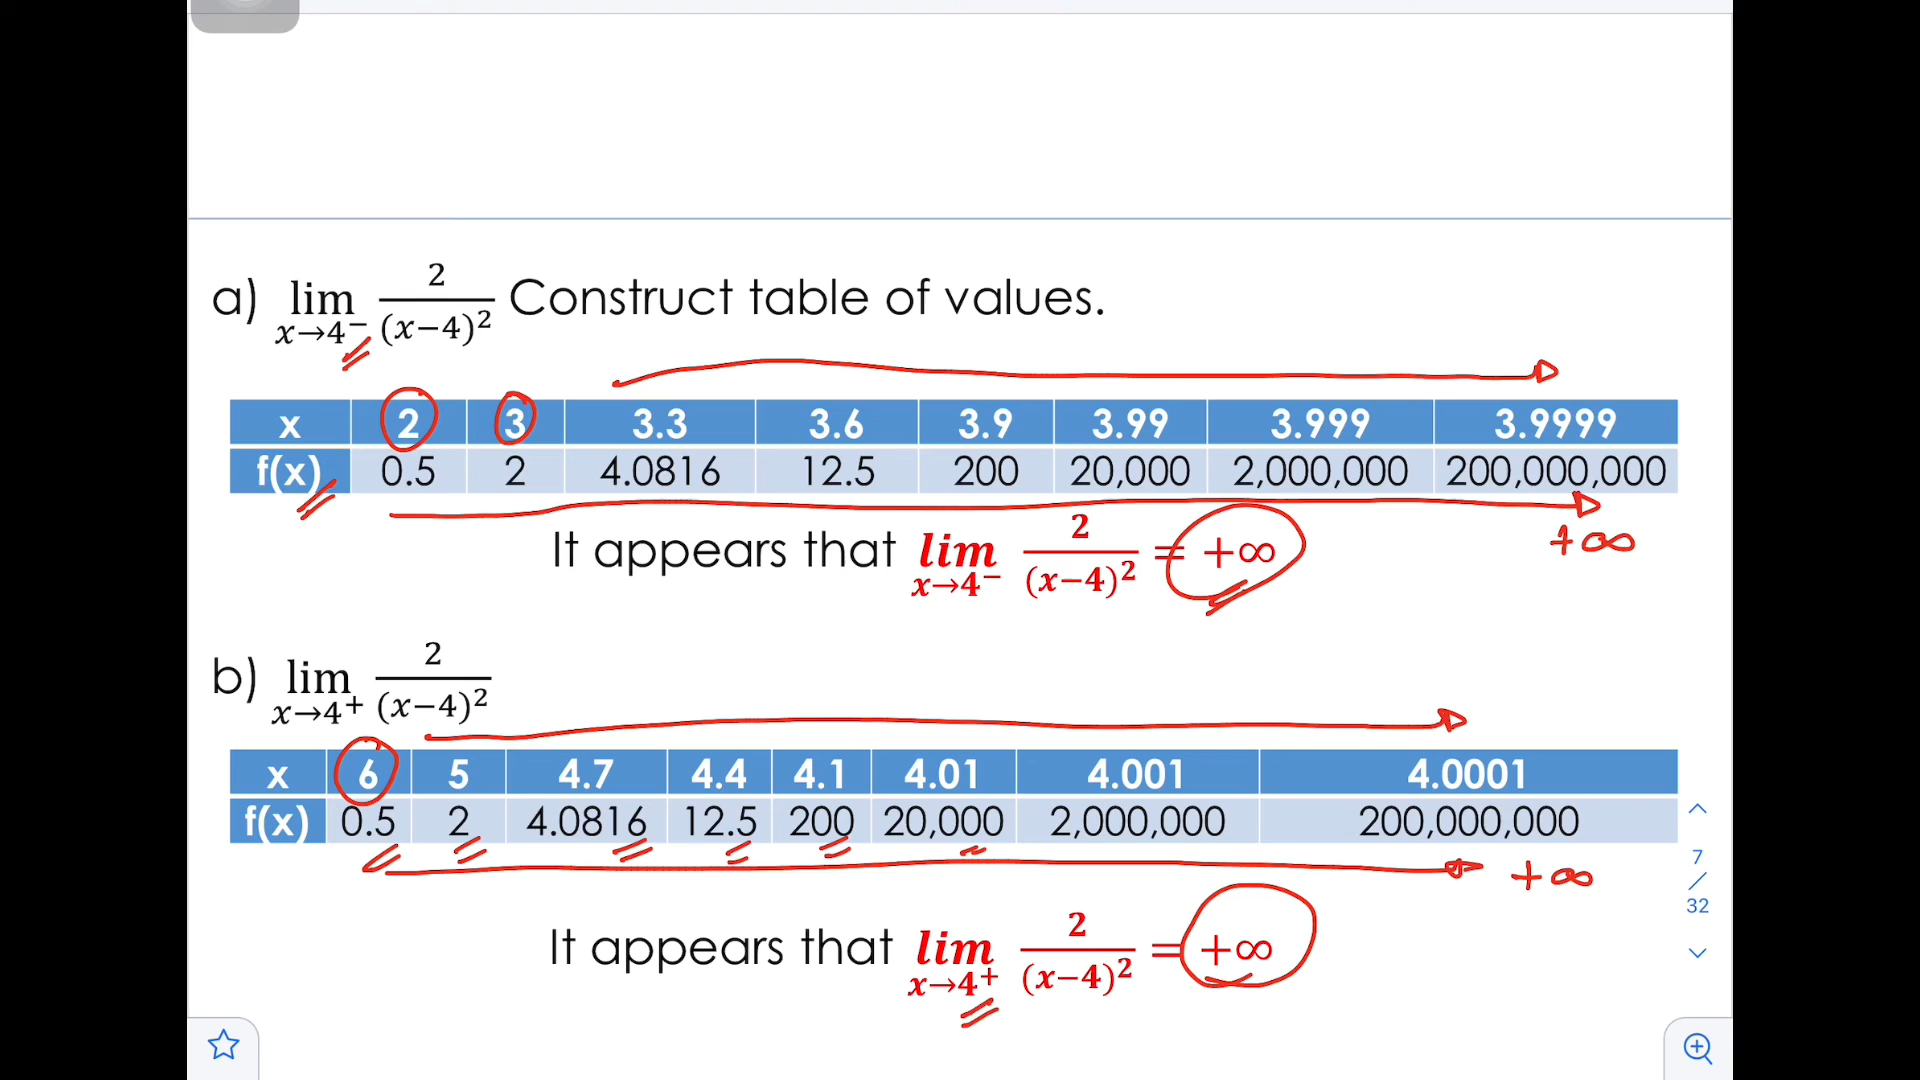 a) lim x→4⁻ 2/(x−4)² Construct table of values.
x 2 3 3.3 3.6 3.9 3.99 3.999 3.9999
f(x) 0.5 2 4.0816 12.5 200 20,000 2,000,000 200,000,000
+∞
It appears that lim x→4⁻ 2/(x−4)² = +∞
b) lim x→4⁺ 2/(x−4)²
x 6 5 4.7 4.4 4.1 4.01 4.001 4.0001
f(x) 0.5 2 4.0816 12.5 200 20,000 2,000,000 200,000,000
+∞
It appears that lim x→4⁺ 2/(x−4)² = +∞
7
/
32